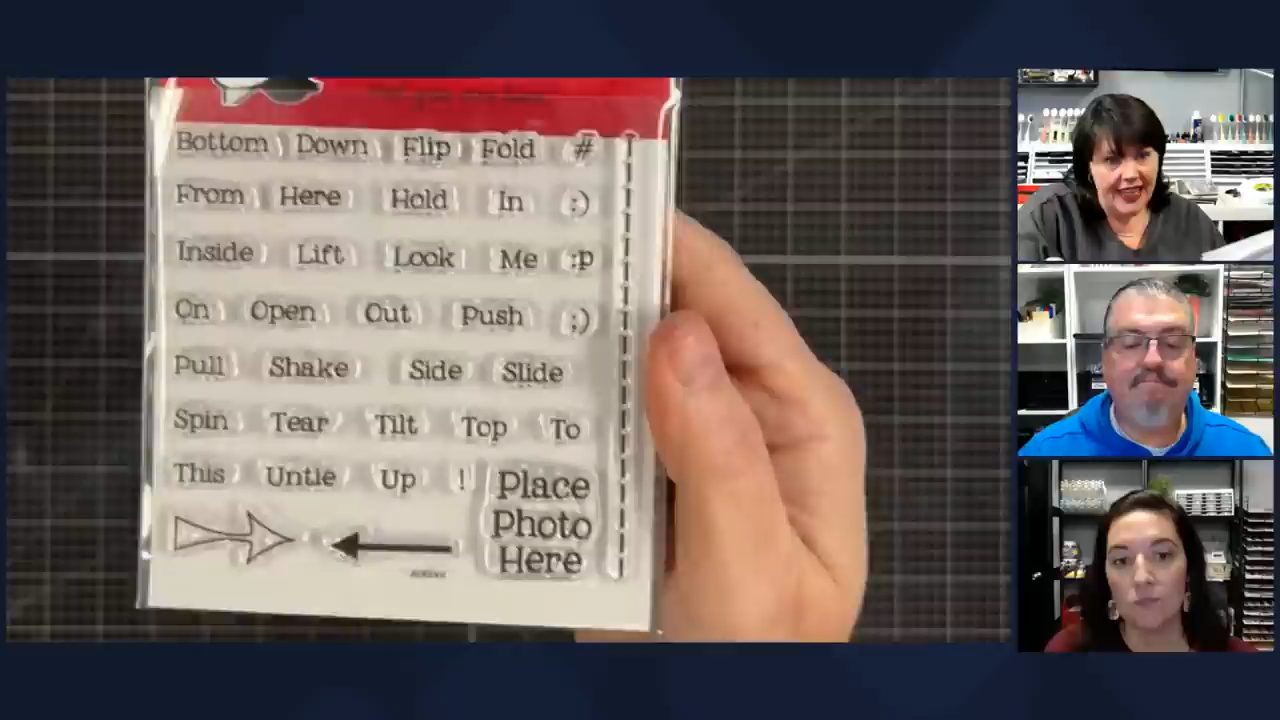 Bottom Down Flip Fold #
From Here Hold In :)
Inside Lift Look Me :p
On Open Out Push ;)
Pull Shake Side Slide
Spin Tear Tilt Top To
This Untie Up !
Place
Photo
Here